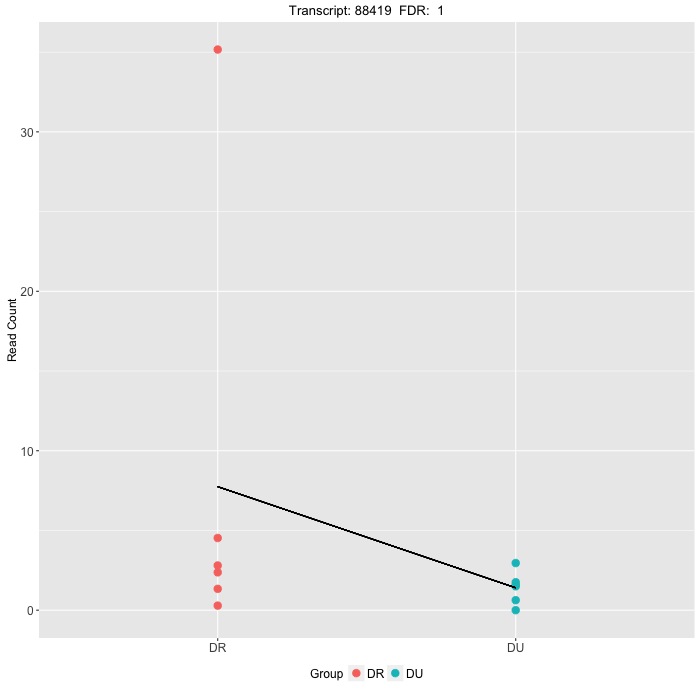 Transcript: 88419 FDR: 1
Read Count
30
20
10
0
DR DU
Group DR DU